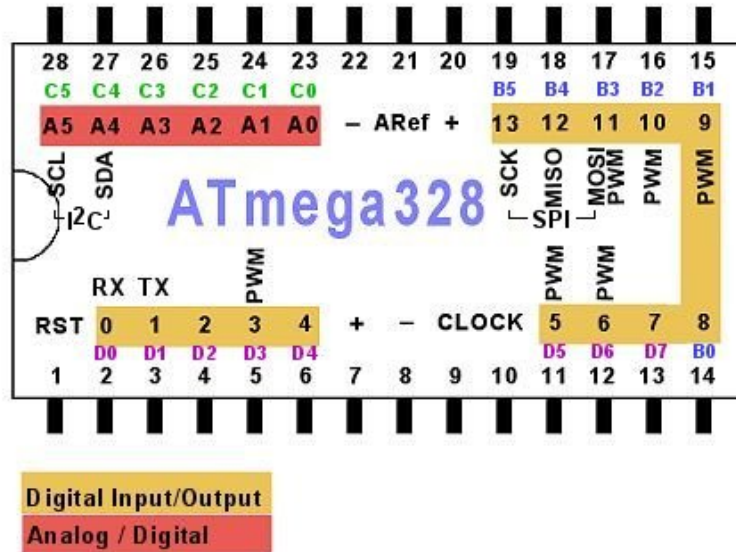 28 27 26 25 24 23 22 21 20 19 18 17 16 15
C5 C4 C3 C2 C1 C0 B5 B4 B3 B2 B1
A5 A4 A3 A2 A1 A0 – ARef + 13 12 11 10 9
SCL SDA SCK MISO MOSI PWM PWM PWM
I²C ATmega328 SPI
RX TX PWM PWM PWM
RST 0 1 2 3 4 + – CLOCK 5 6 7 8
D0 D1 D2 D3 D4 D5 D6 D7 B0
1 2 3 4 5 6 7 8 9 10 11 12 13 14
Digital Input/Output
Analog / Digital